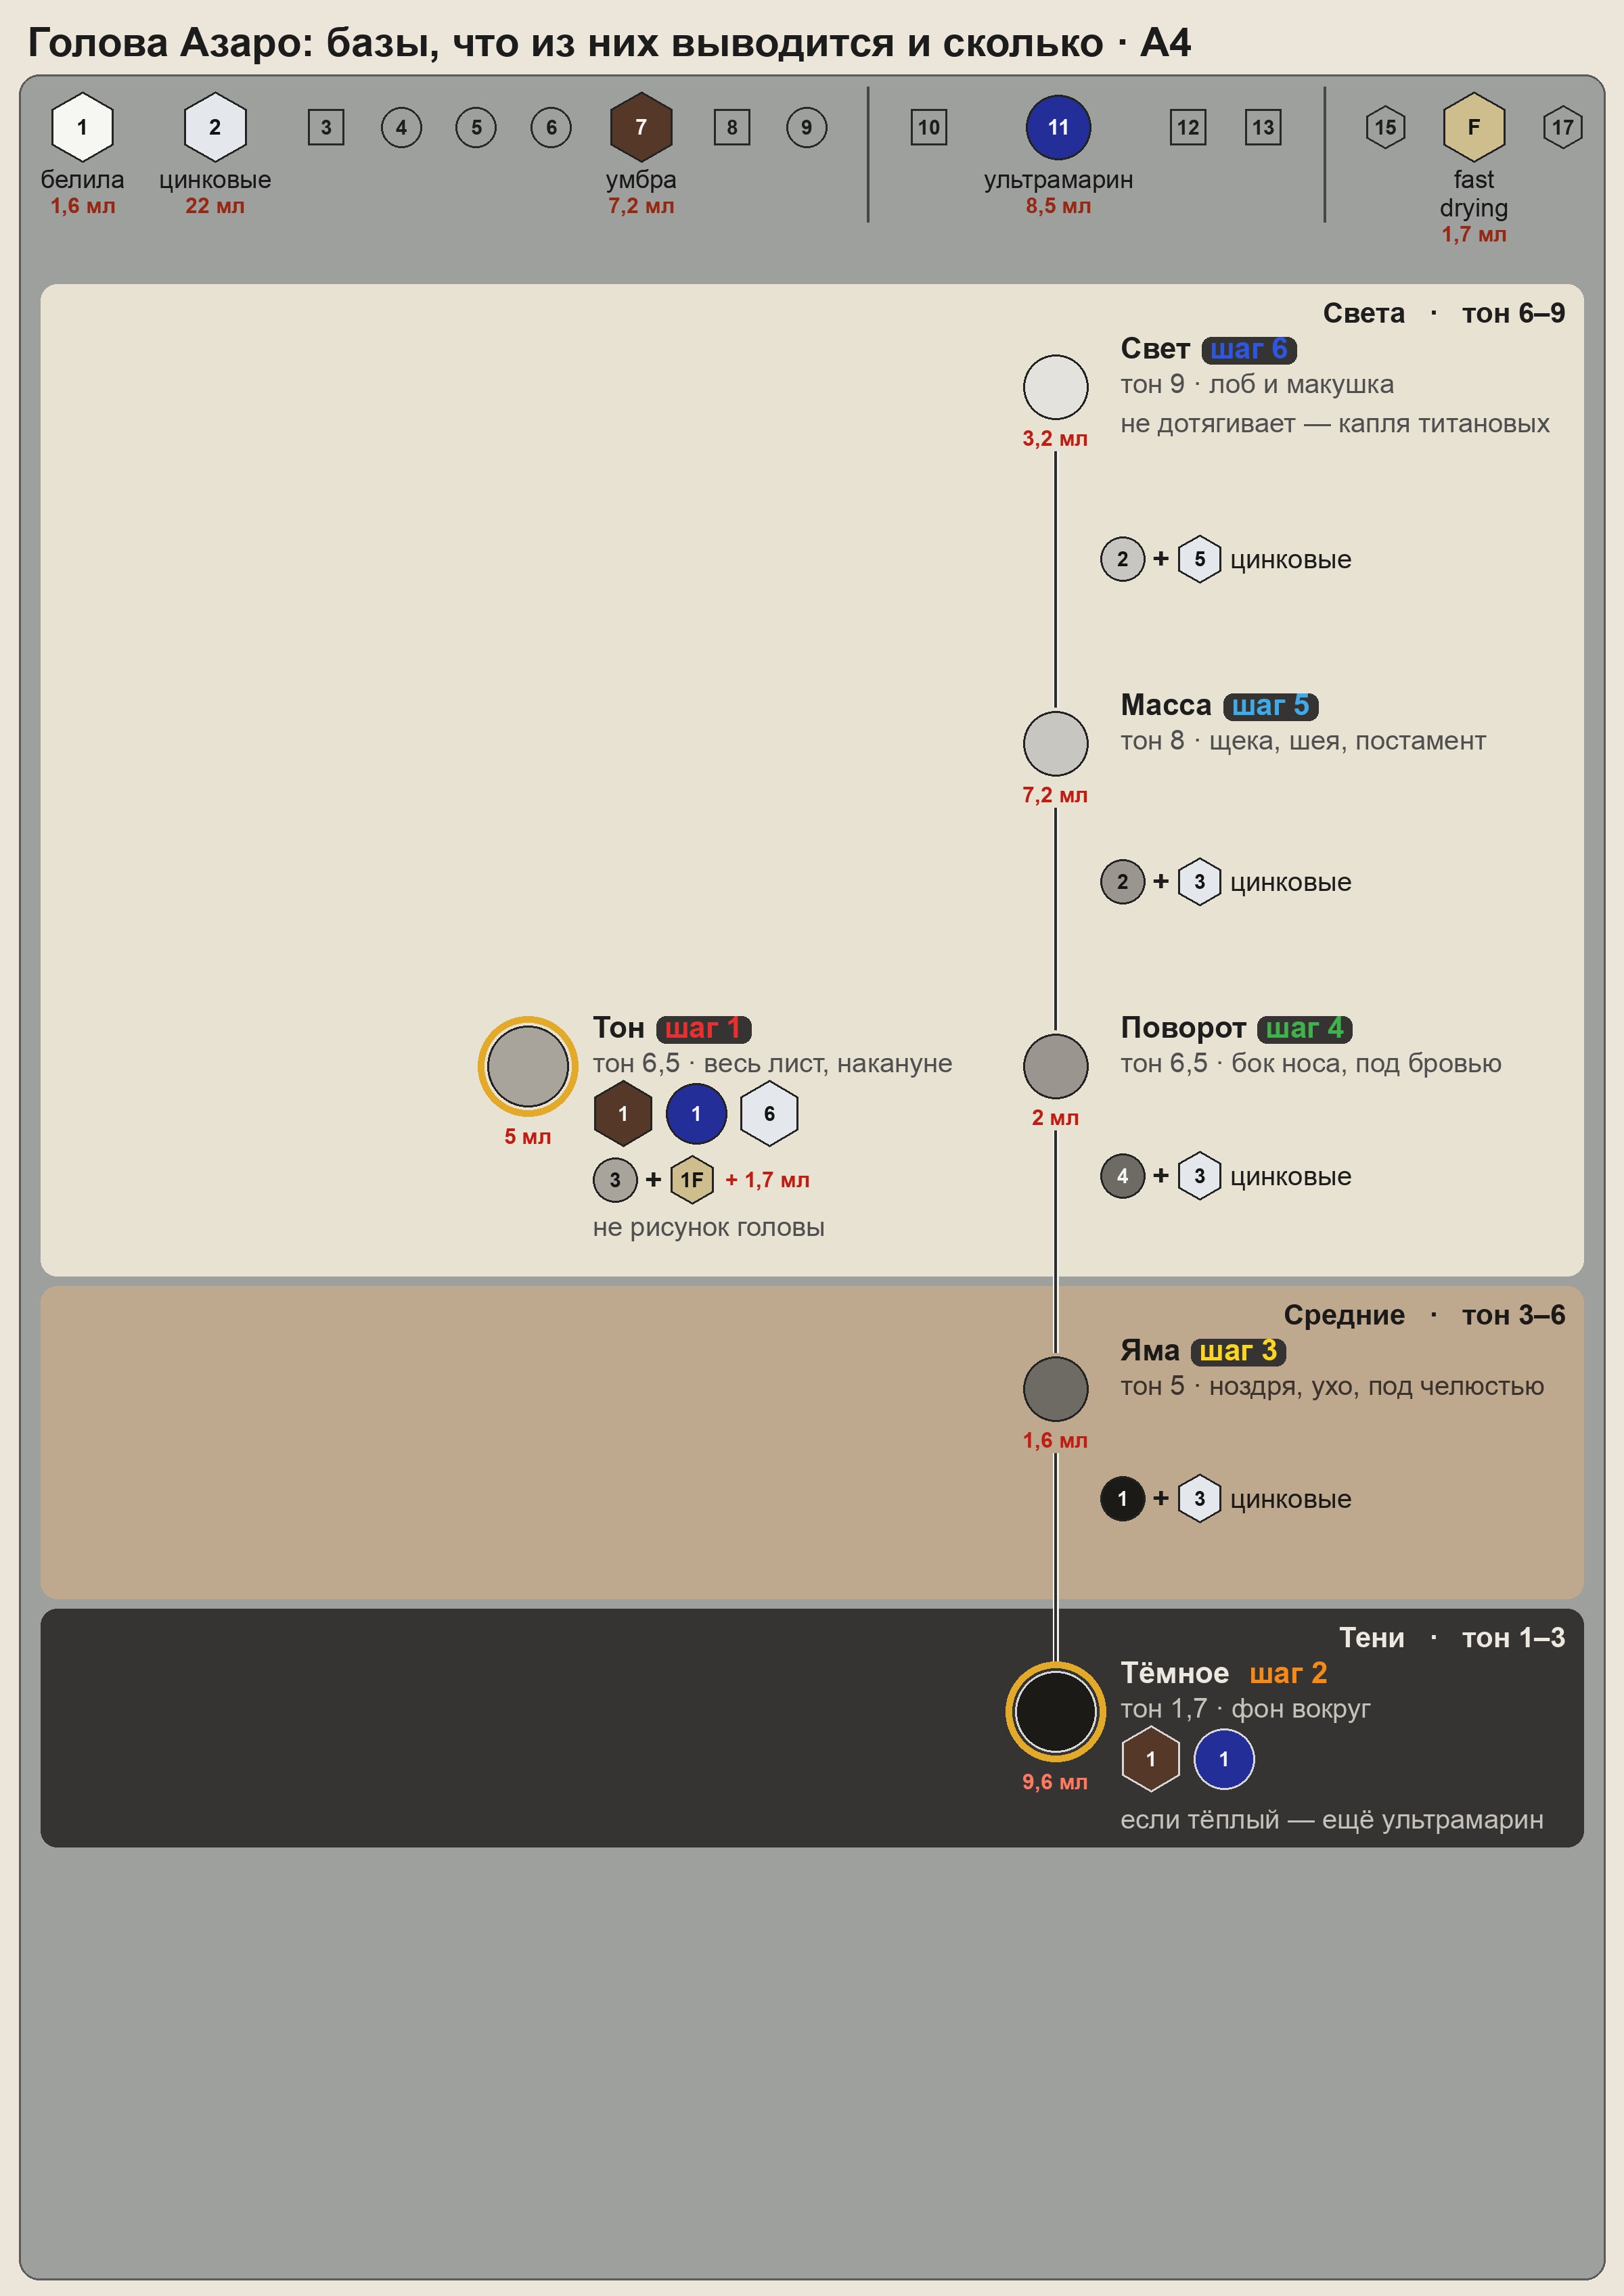 Голова Азаро: базы, что из них выводится и сколько · А4
1 2 3 4 5 6 7 8 9 10 11 12 13 15 F 17
белила цинковые умбра ультрамарин fast
drying
1,6 мл 22 мл 7,2 мл 8,5 мл 1,7 мл
Света · тон 6–9
Свет шаг 6
тон 9 · лоб и макушка
не дотягивает — капля титановых
3,2 мл
2 + 5 цинковые
Масса шаг 5
тон 8 · щека, шея, постамент
7,2 мл
2 + 3 цинковые
Тон шаг 1
тон 6,5 · весь лист, накануне
1 1 6
5 мл
3 + 1F + 1,7 мл
не рисунок головы
Поворот шаг 4
тон 6,5 · бок носа, под бровью
2 мл
4 + 3 цинковые
Средние · тон 3–6
Яма шаг 3
тон 5 · ноздря, ухо, под челюстью
1,6 мл
1 + 3 цинковые
Тени · тон 1–3
Тёмное шаг 2
тон 1,7 · фон вокруг
1 1
9,6 мл
если тёплый — ещё ультрамарин